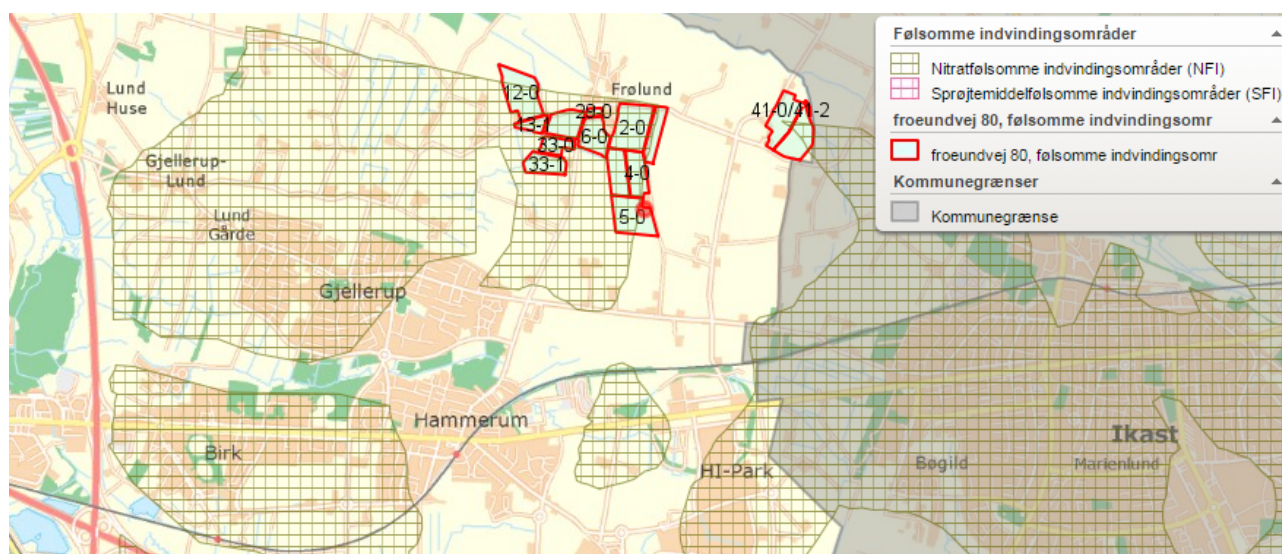 Følsomme indvindingsområder
Nitratfølsomme indvindingsområder (NFI)
Sprøjtemiddelfølsomme indvindingsområder (SFI)
froeundvej 80, følsomme indvindingsomr
froeundvej 80, følsomme indvindingsomr
Kommunegrænser
Kommunegrænse
Lund
Huse
12-0
Frølund
29-0
41-0/41-2
13-1
6-0
2-0
33-0
33-1
Gjellerup-
Lund
4-0
Lund
Gårde
5-0
Gjellerup
Hammerum
Ikast
Birk
HI-Park
Bøgild
Marienlund